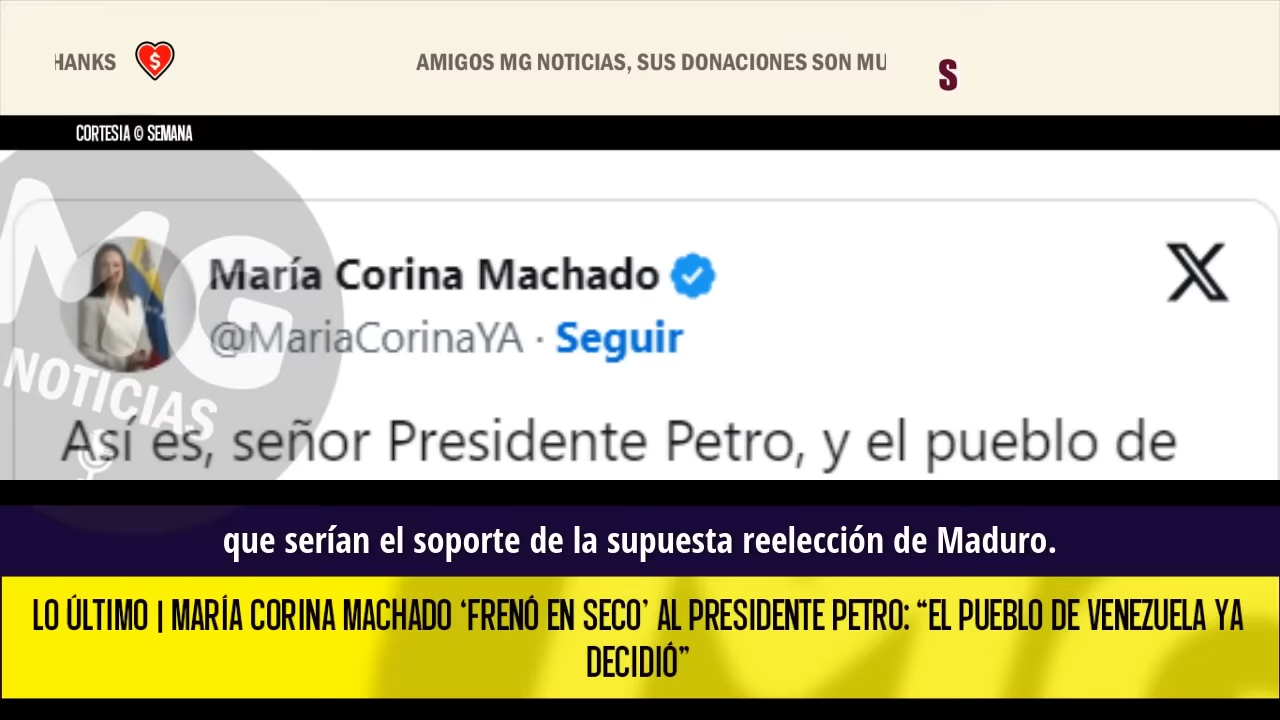 HANKS
AMIGOS MG NOTICIAS, SUS DONACIONES SON MU
S
CORTESIA © SEMANA
MG
NOTICIAS
María Corina Machado
@MariaCorinaYA · Seguir
Así es, señor Presidente Petro, y el pueblo de
que serían el soporte de la supuesta reelección de Maduro.
LO ÚLTIMO | MARÍA CORINA MACHADO ‘FRENÓ EN SECO’ AL PRESIDENTE PETRO: “EL PUEBLO DE VENEZUELA YA
DECIDIÓ”